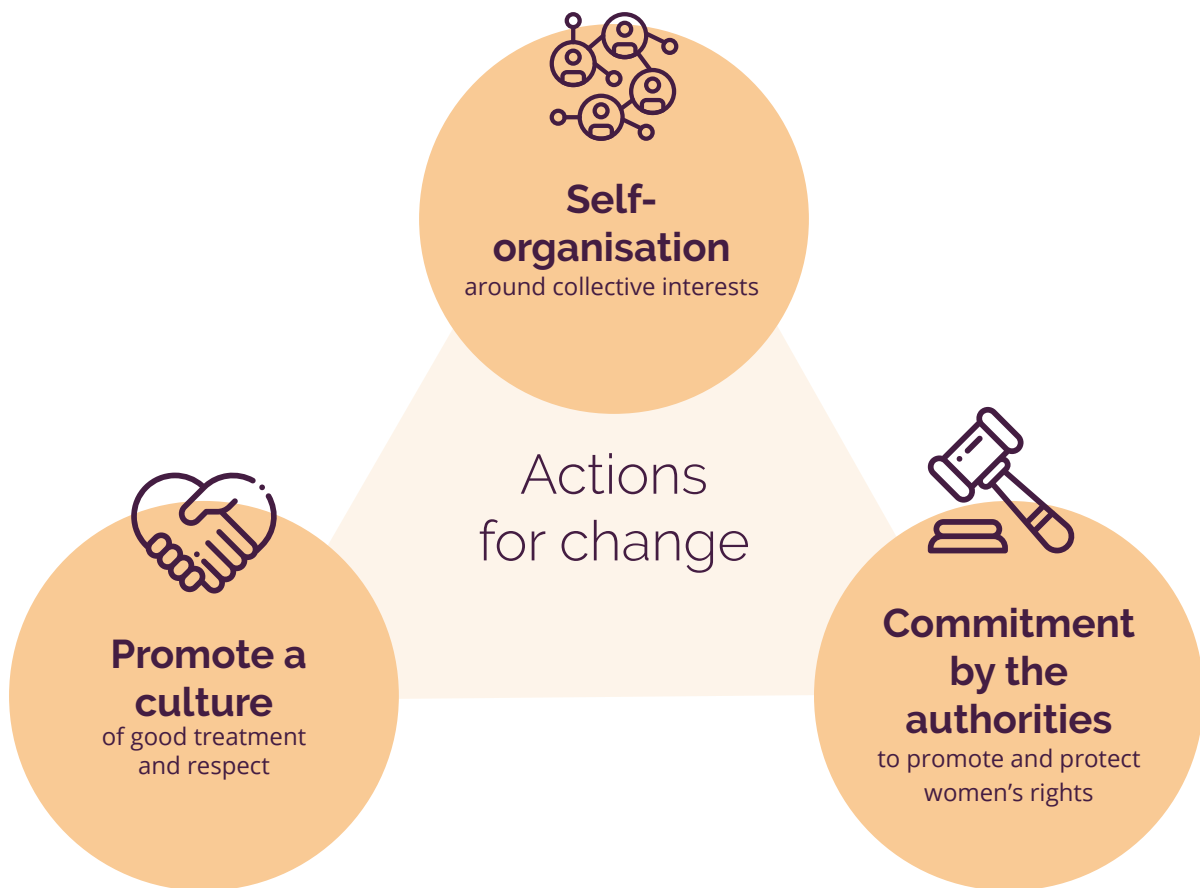 Self-
organisation
around collective interests
Actions
for change
Promote a
culture
of good treatment
and respect
Commitment
by the
authorities
to promote and protect
women’s rights